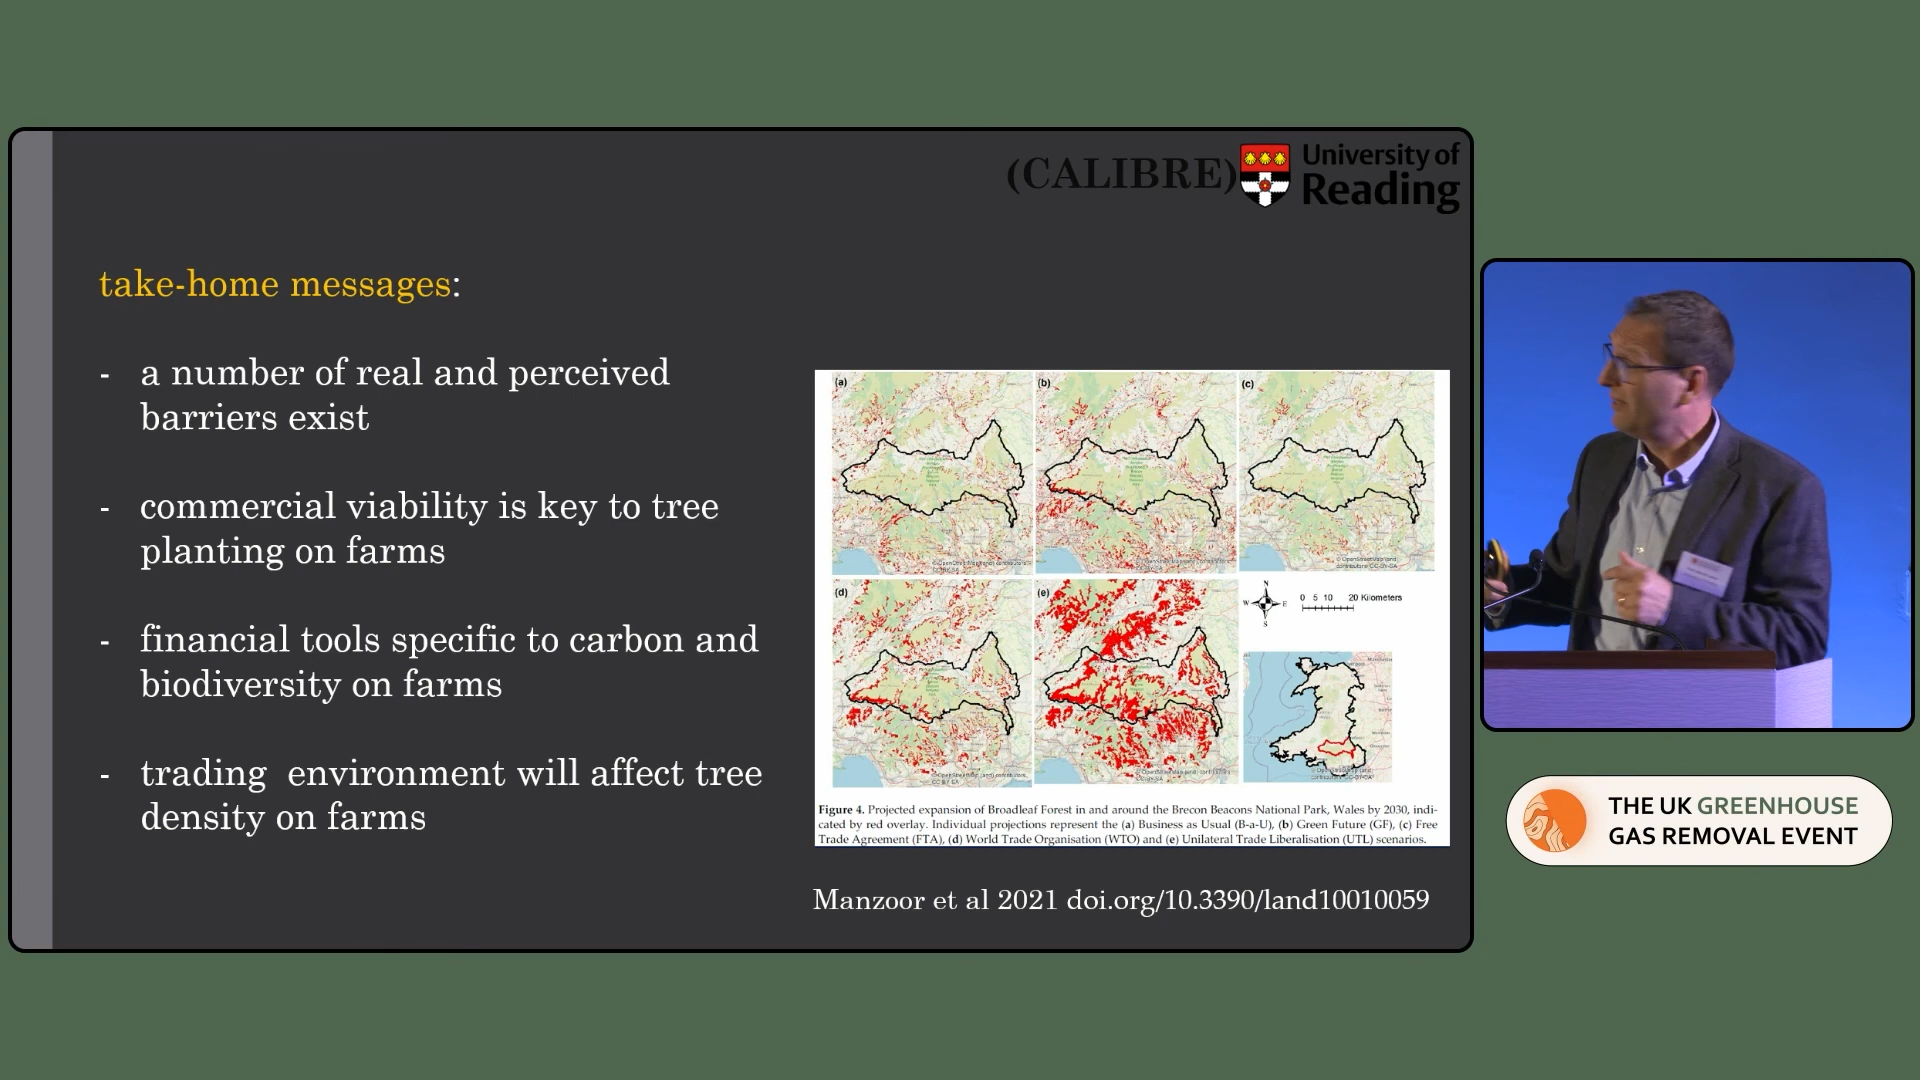 (CALIBRE)
University of
Reading
take-home messages:
- a number of real and perceived
barriers exist
- commercial viability is key to tree
planting on farms
- financial tools specific to carbon and
biodiversity on farms
- trading  environment will affect tree
density on farms
(a)
(b)
(c)
(d)
(e)
N
W
E
S
0 5 10 20 Kilometers
Figure 4. Projected expansion of Broadleaf Forest in and around the Brecon Beacons National Park, Wales by 2030, indi-
cated by red overlay. Individual projections represent the (a) Business as Usual (B-a-U), (b) Green Future (GF), (c) Free
Trade Agreement (FTA), (d) World Trade Organisation (WTO) and (e) Unilateral Trade Liberalisation (UTL) scenarios.
Manzoor et al 2021 doi.org/10.3390/land10010059
THE UK GREENHOUSE
GAS REMOVAL EVENT